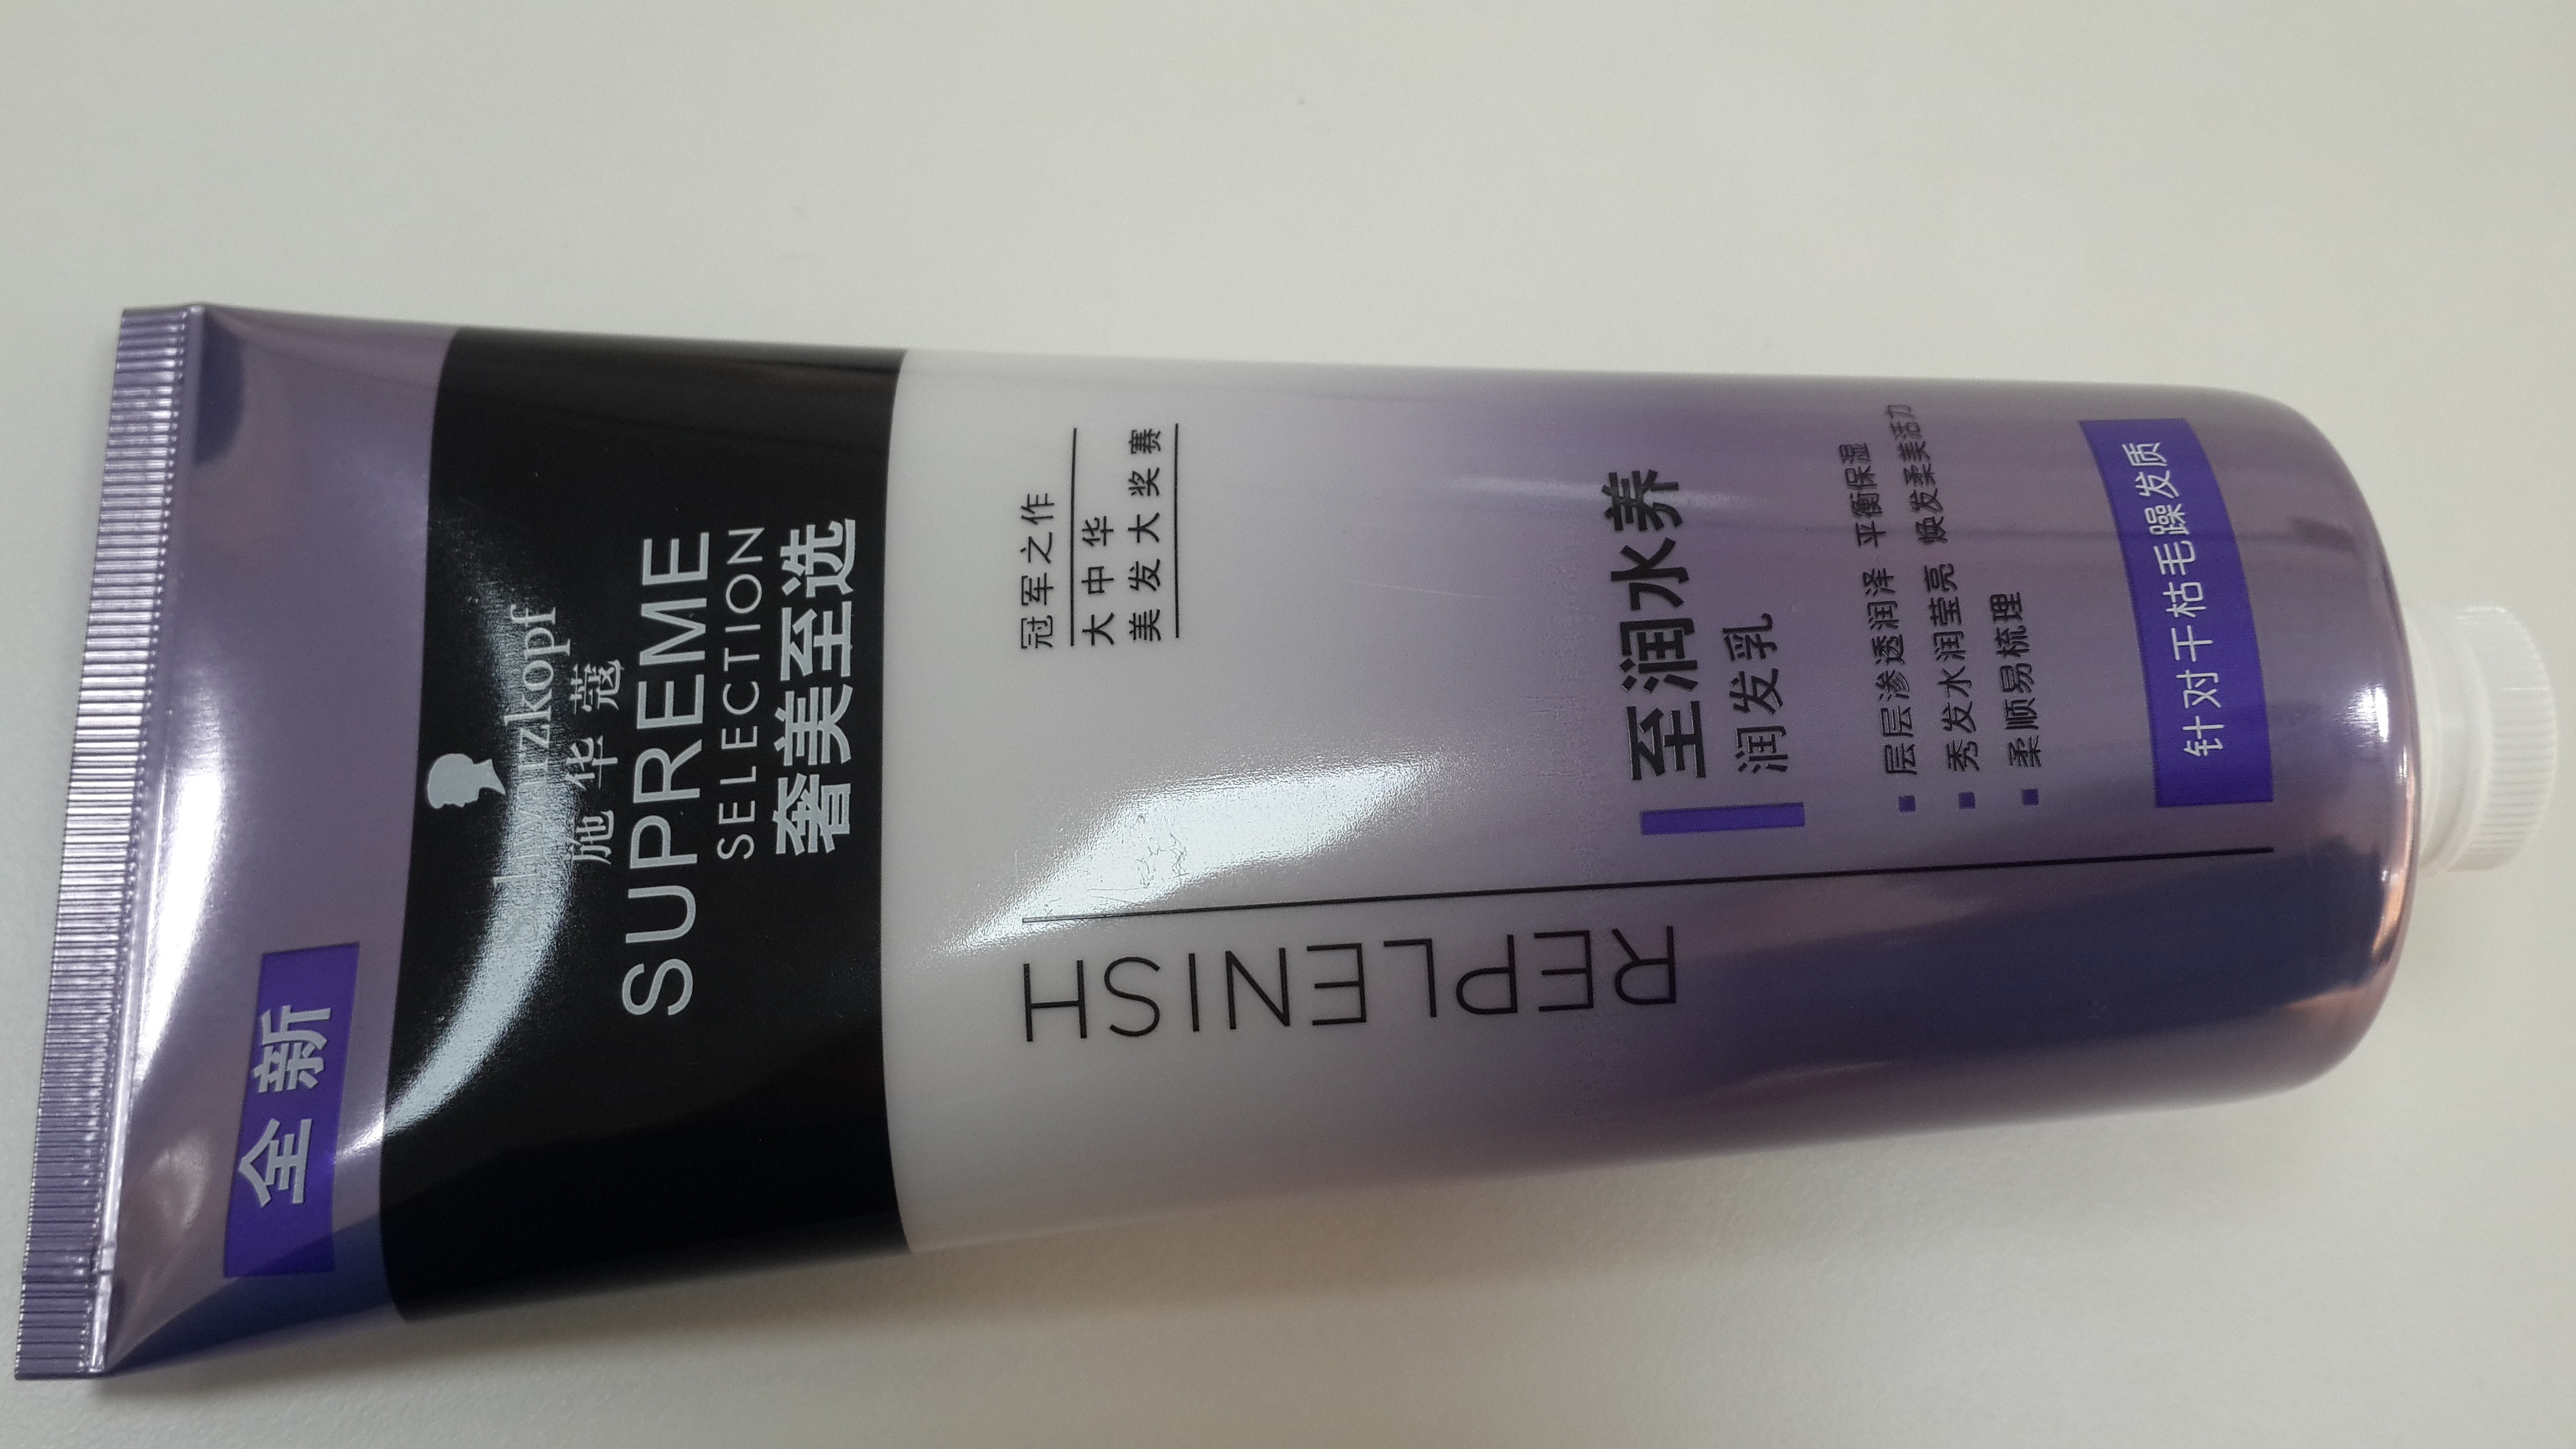 全新
Schwarzkopf
施华蔻
SUPREME
SELECTION
奢美至选
冠军之作
大中华
美发大奖赛
REPLENISH
至润水养
润发乳
层层渗透润泽 平衡保湿
秀发水润莹亮 焕发柔美活力
柔顺易梳理
针对干枯毛躁发质